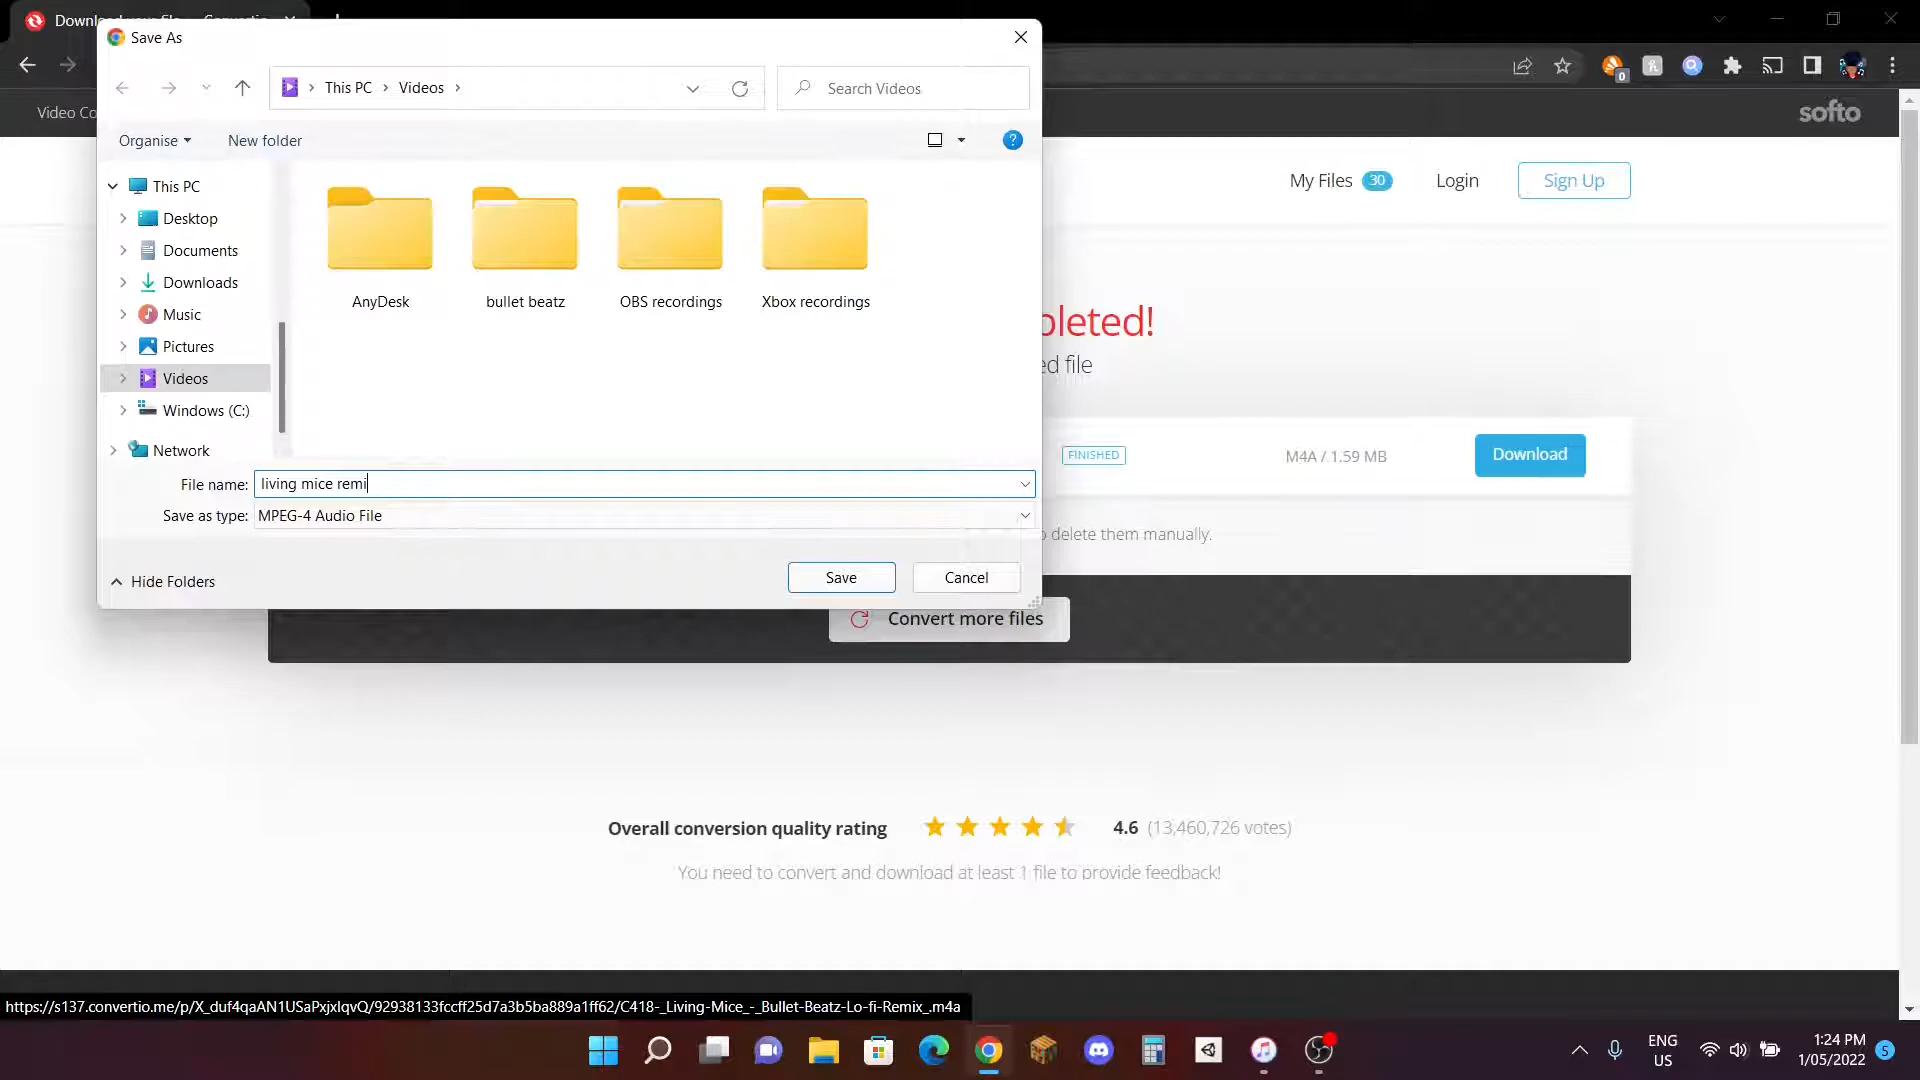 Save As
This PC > Videos >
Search Videos
Video Co
softo
Organise
New folder
?
My Files 30
Login
Sign Up
This PC
Desktop
Documents
Downloads
Music
Pictures
Videos
Windows (C:)
Network
AnyDesk
bullet beatz
OBS recordings
Xbox recordings
pleted!
ed file
FINISHED
M4A / 1.59 MB
Download
File name: living mice remi
Save as type: MPEG-4 Audio File
to delete them manually.
Hide Folders
Save
Cancel
Convert more files
Overall conversion quality rating
4.6 (13,460,726 votes)
You need to convert and download at least 1 file to provide feedback!
https://s137.convertio.me/p/X_duf4qaAN1USaPxjxlqvQ/92938133fccff25d7a3b5ba889a1ff62/C418-_Living-Mice_-_Bullet-Beatz-Lo-fi-Remix_.m4a
0
ENG
US
1:24 PM
1/05/2022
5